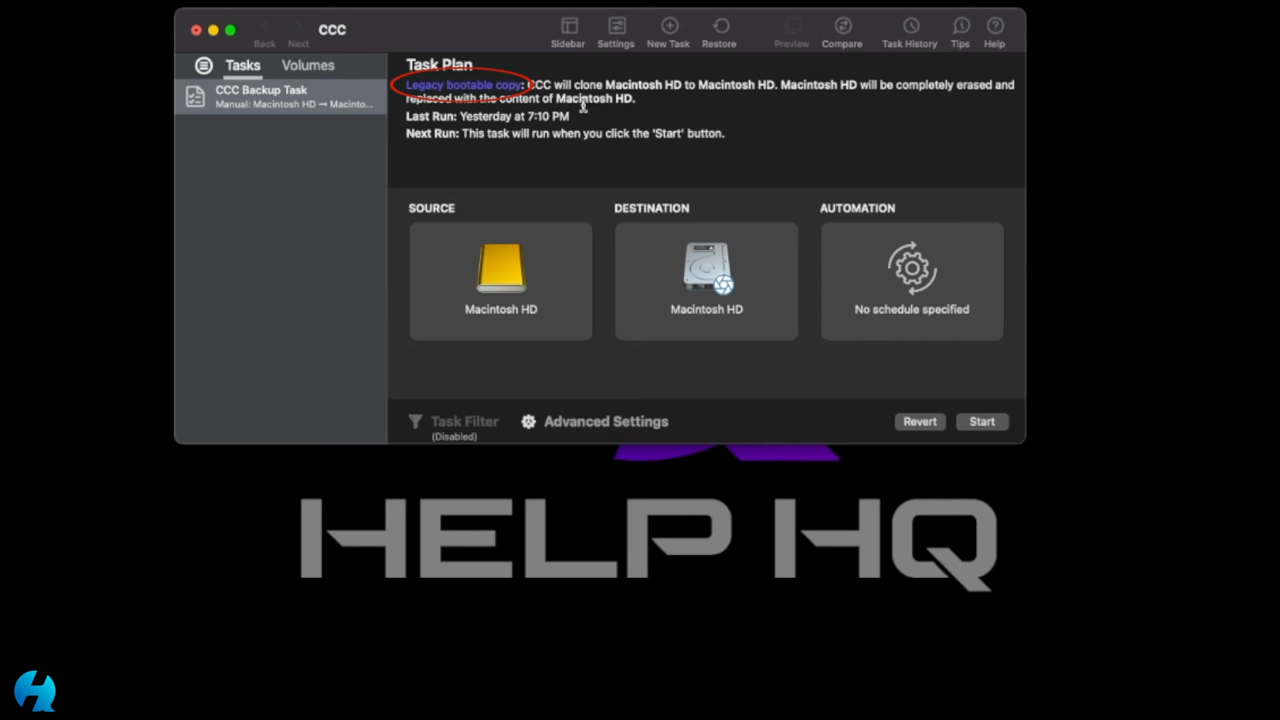 CCC
Back
Next
Sidebar
Settings
New Task
Restore
Preview
Compare
Task History
Tips
Help
Tasks
Volumes
CCC Backup Task
Manual: Macintosh HD → Macinto...
Task Plan
Legacy bootable copy: CCC will clone Macintosh HD to Macintosh HD. Macintosh HD will be completely erased and
replaced with the content of Macintosh HD.
Last Run: Yesterday at 7:10 PM
Next Run: This task will run when you click the 'Start' button.
SOURCE
DESTINATION
AUTOMATION
Macintosh HD
Macintosh HD
No schedule specified
Task Filter
(Disabled)
Advanced Settings
Revert
Start
HELP HQ